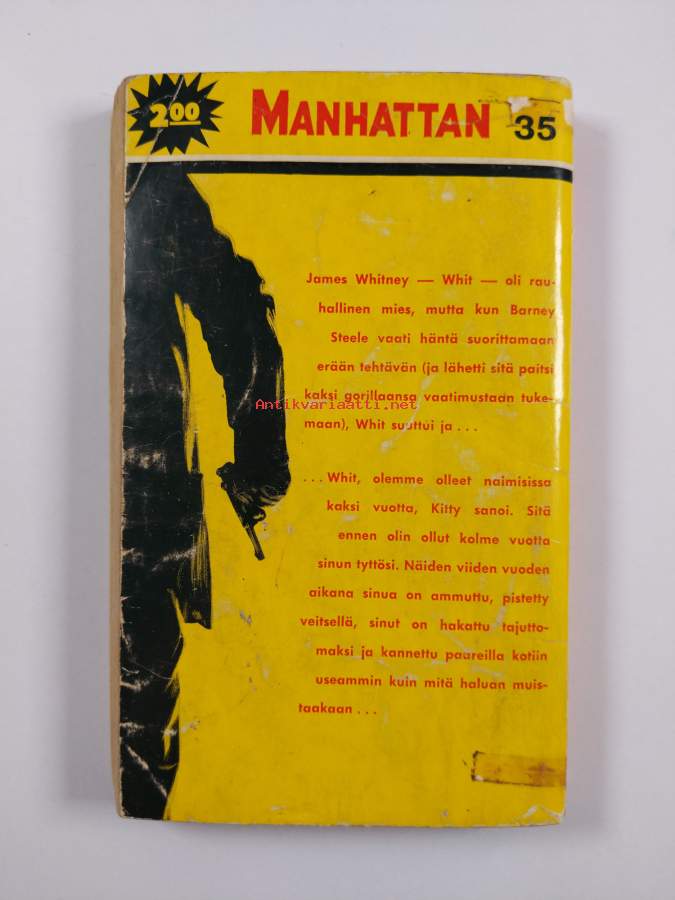 2.00 MANHATTAN 35
James Whitney — Whit — oli rau-
hallinen mies, mutta kun Barney
Steele vaati häntä suorittamaan
erään tehtävän (ja lähetti sitä paitsi
kaksi gorillaansa vaatimustaan tuke-
Antikvariaatti.net
maan), Whit suuttui ja . . .
. . . Whit, olemme olleet naimisissa
kaksi vuotta, Kitty sanoi. Sitä
ennen olin ollut kolme vuotta
sinun tyttösi. Näiden viiden vuoden
aikana sinua on ammuttu, pistetty
veitsellä, sinut on hakattu tajutto-
maksi ja kannettu paareilla kotiin
useammin kuin mitä haluan muis-
taakaan . . .